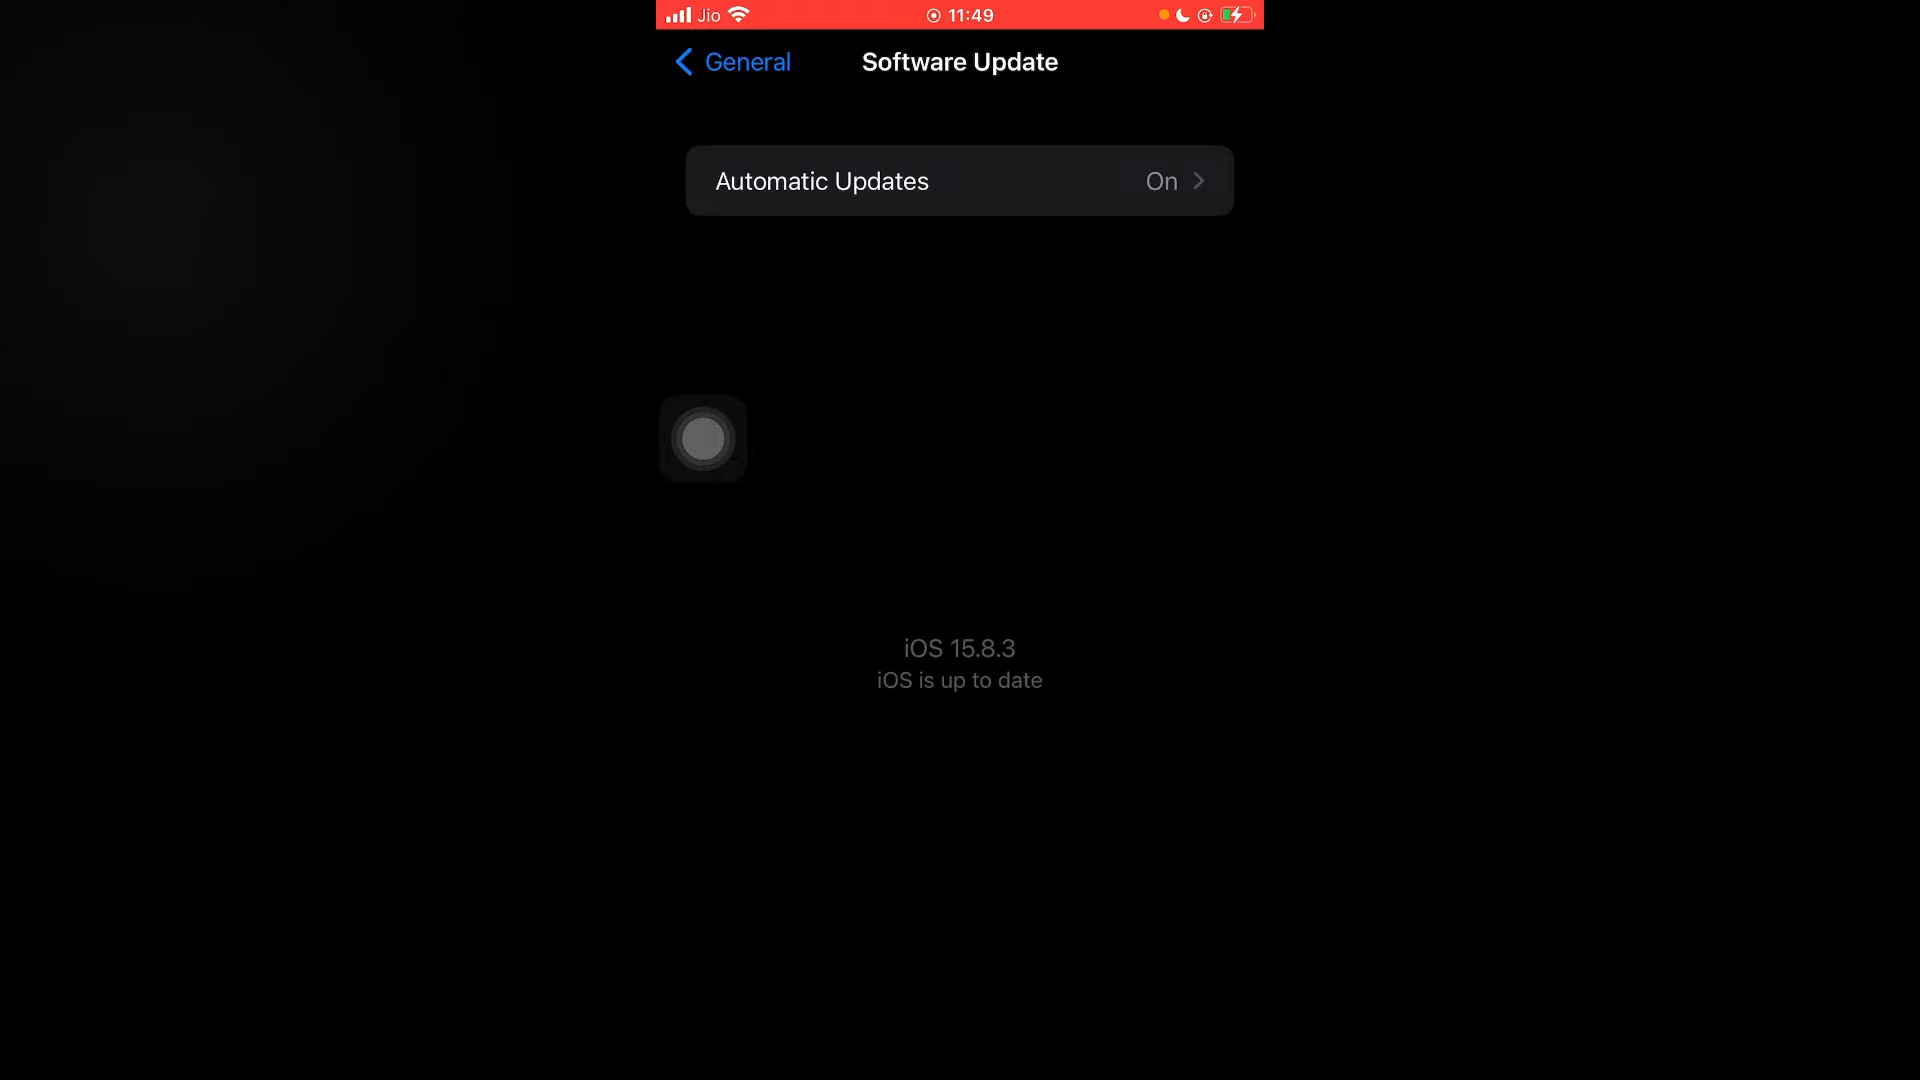 Jio 11:49
General Software Update
Automatic Updates On
iOS 15.8.3
iOS is up to date